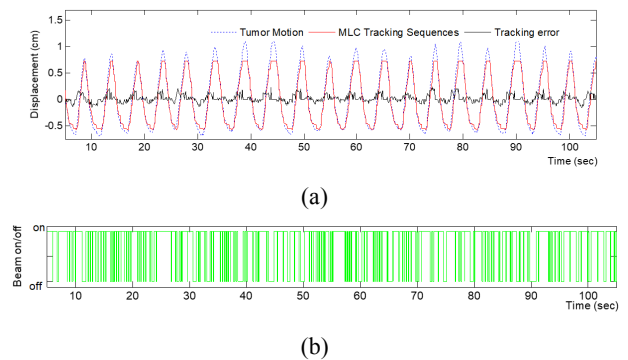 Tumor Motion MLC Tracking Sequences Tracking error
Displacement (cm)
1.5
1
0.5
0
-0.5
10 20 30 40 50 60 70 80 90 100
Time (sec)
(a)
Beam on/off
on
off
10 20 30 40 50 60 70 80 90 100
Time (sec)
(b)